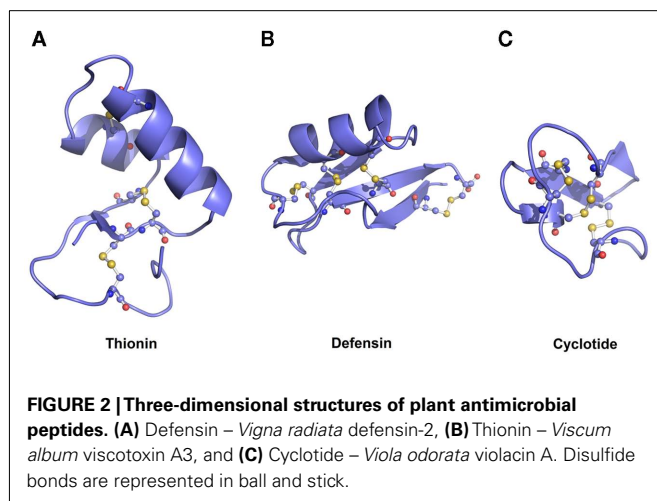 A
B
C
Thionin
Defensin
Cyclotide
FIGURE 2 | Three-dimensional structures of plant antimicrobial
peptides. (A) Defensin – Vigna radiata defensin-2, (B) Thionin – Viscum
album viscotoxin A3, and (C) Cyclotide – Viola odorata violacin A. Disulfide
bonds are represented in ball and stick.